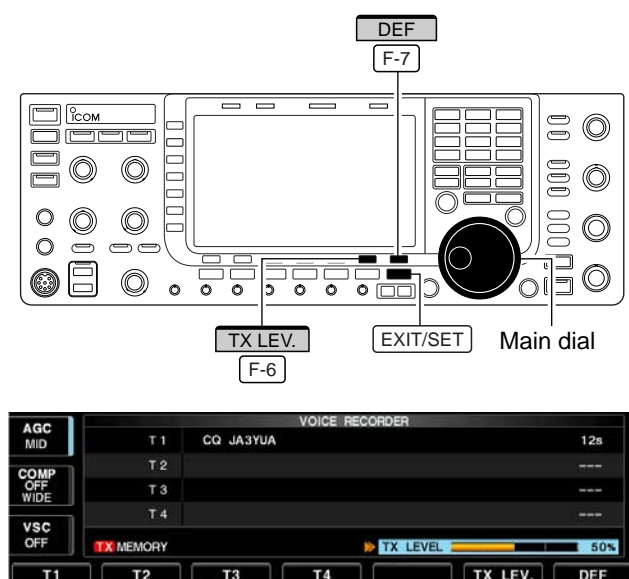 DEF
F-7
iCOM
TX LEV.
F-6
EXIT/SET
Main dial
VOICE RECORDER
AGC
MID
COMP
OFF
WIDE
VSC
OFF
T 1 CQ JA3YUA 12s
T 2 ---
T 3 ---
T 4 ---
TX MEMORY TX LEVEL 50%
T1 T2 T3 T4 TX LEV. DEF